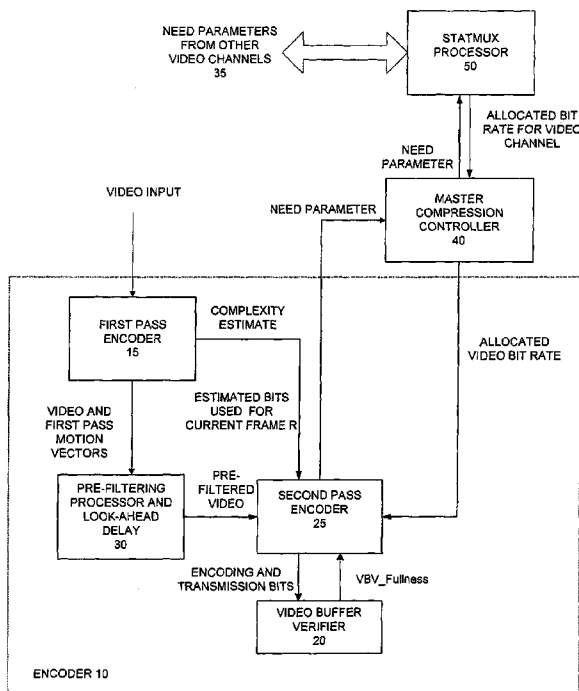 NEED PARAMETERS
FROM OTHER
VIDEO CHANNELS
35
STATMUX
PROCESSOR
50
ALLOCATED BIT
RATE FOR VIDEO
CHANNEL
NEED
PARAMETER
VIDEO INPUT
NEED PARAMETER
MASTER
COMPRESSION
CONTROLLER
40
FIRST PASS
ENCODER
15
COMPLEXITY
ESTIMATE
ALLOCATED
VIDEO BIT RATE
VIDEO AND
FIRST PASS
MOTION
VECTORS
ESTIMATED BITS
USED FOR
CURRENT FRAME R
PRE-FILTERING
PROCESSOR AND
LOOK-AHEAD
DELAY
30
PRE-
FILTERED
VIDEO
SECOND PASS
ENCODER
25
ENCODING AND
TRANSMISSION BITS
VBV_Fullness
VIDEO BUFFER
VERIFIER
20
ENCODER 10